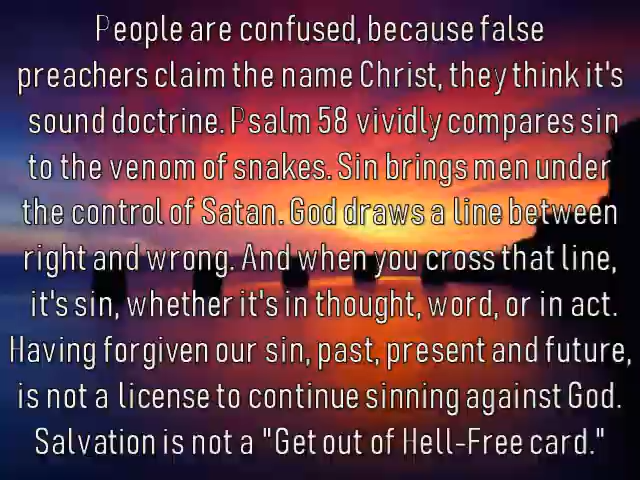 People are confused, because false
preachers claim the name Christ, they think it's
sound doctrine. Psalm 58 vividly compares sin
to the venom of snakes. Sin brings men under
the control of Satan. God draws a line between
right and wrong. And when you cross that line,
it's sin, whether it's in thought, word, or in act.
Having forgiven our sin, past, present and future,
is not a license to continue sinning against God.
Salvation is not a "Get out of Hell-Free card."